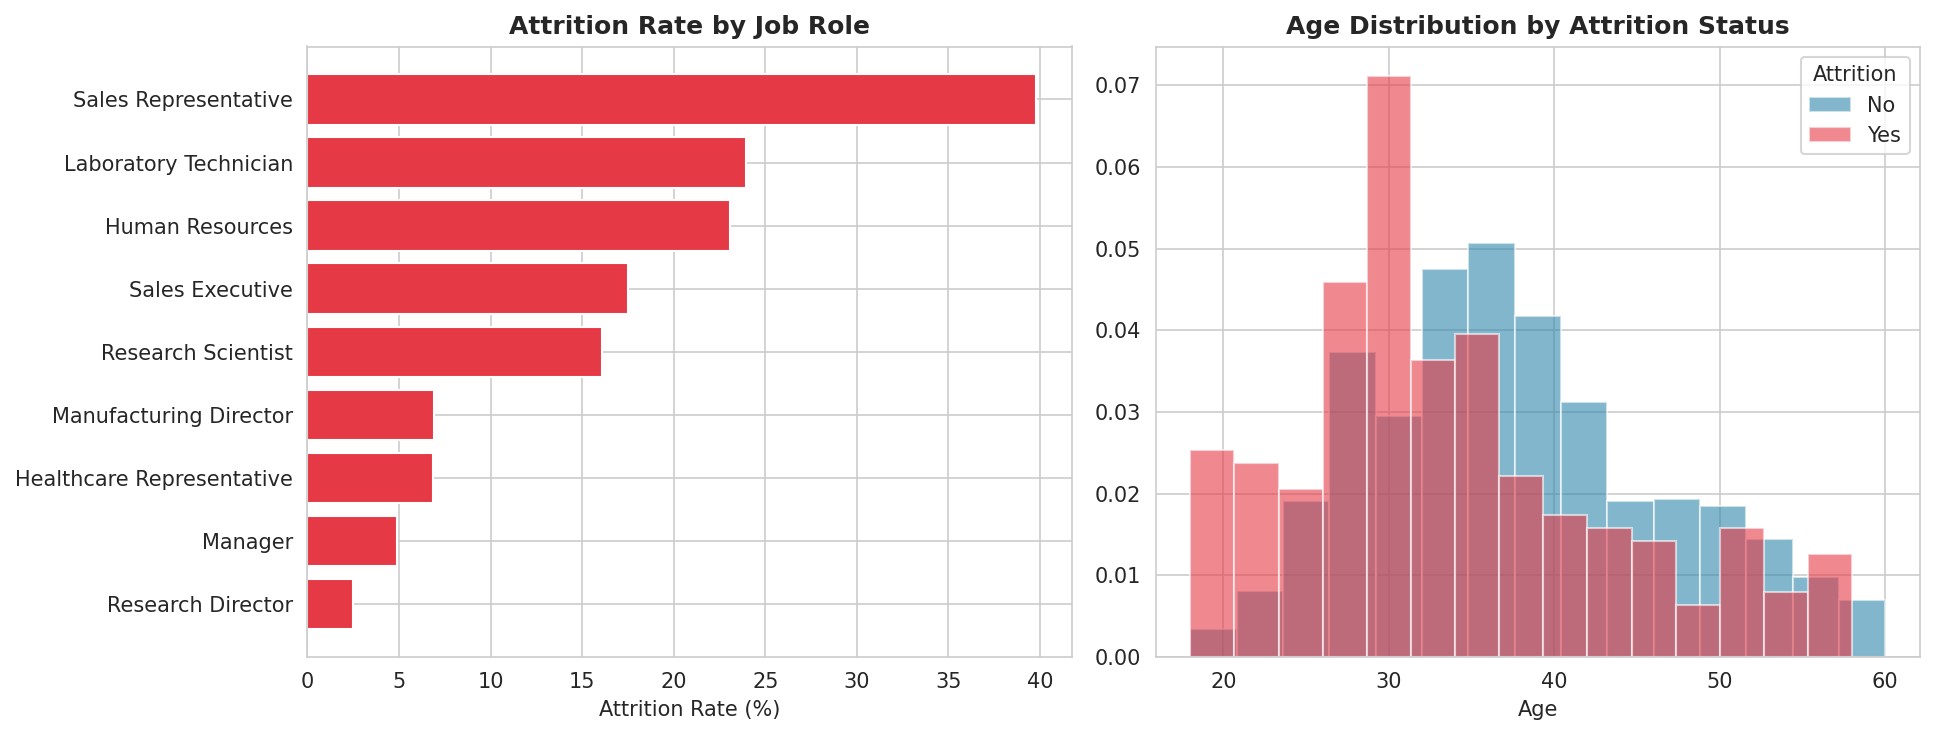 Attrition Rate by Job Role
Sales Representative
Laboratory Technician
Human Resources
Sales Executive
Research Scientist
Manufacturing Director
Healthcare Representative
Manager
Research Director
0 5 10 15 20 25 30 35 40
Attrition Rate (%)
Age Distribution by Attrition Status
Attrition
No
Yes
0.07
0.06
0.05
0.04
0.03
0.02
0.01
0.00
20 30 40 50 60
Age